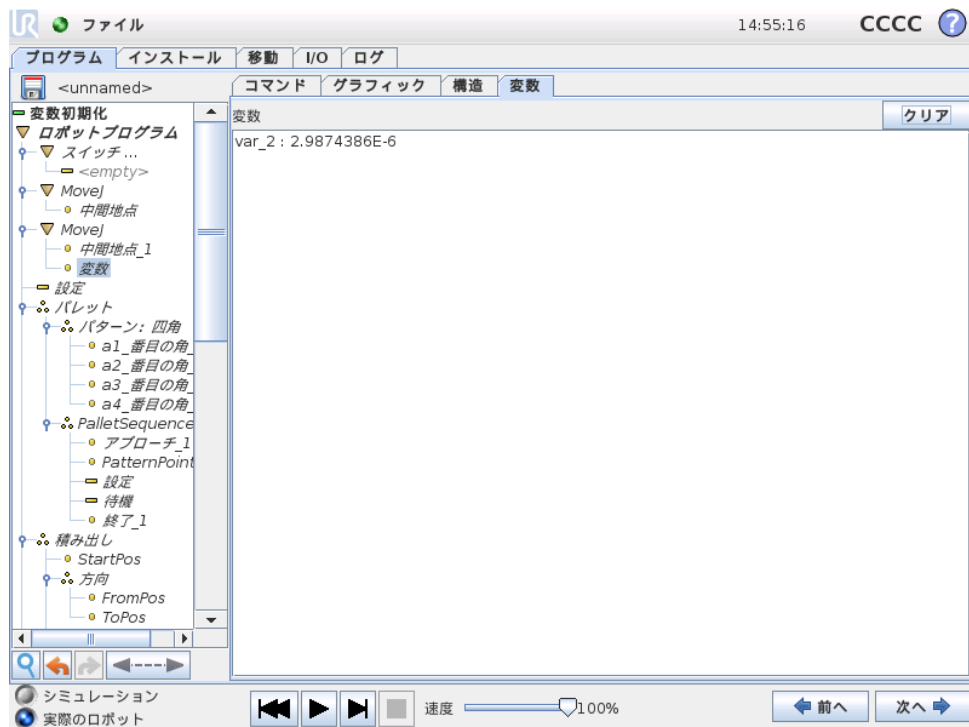 UR ファイル 14:55:16 CCCC ?
プログラム インストール 移動 I/O ログ
<unnamed> コマンド グラフィック 構造 変数
変数初期化
変数 クリア
ロボットプログラム
var_2 : 2.9874386E-6
スイッチ ...
<empty>
MoveJ
中間地点
MoveJ
中間地点_1
変数
設定
パレット
パターン: 四角
a1_番目の角_
a2_番目の角_
a3_番目の角_
a4_番目の角_
PalletSequence
アプローチ_1
PatternPoint
設定
待機
終了_1
積み出し
StartPos
方向
FromPos
ToPos
シミュレーション
実際のロボット
速度 100% 前へ 次へ